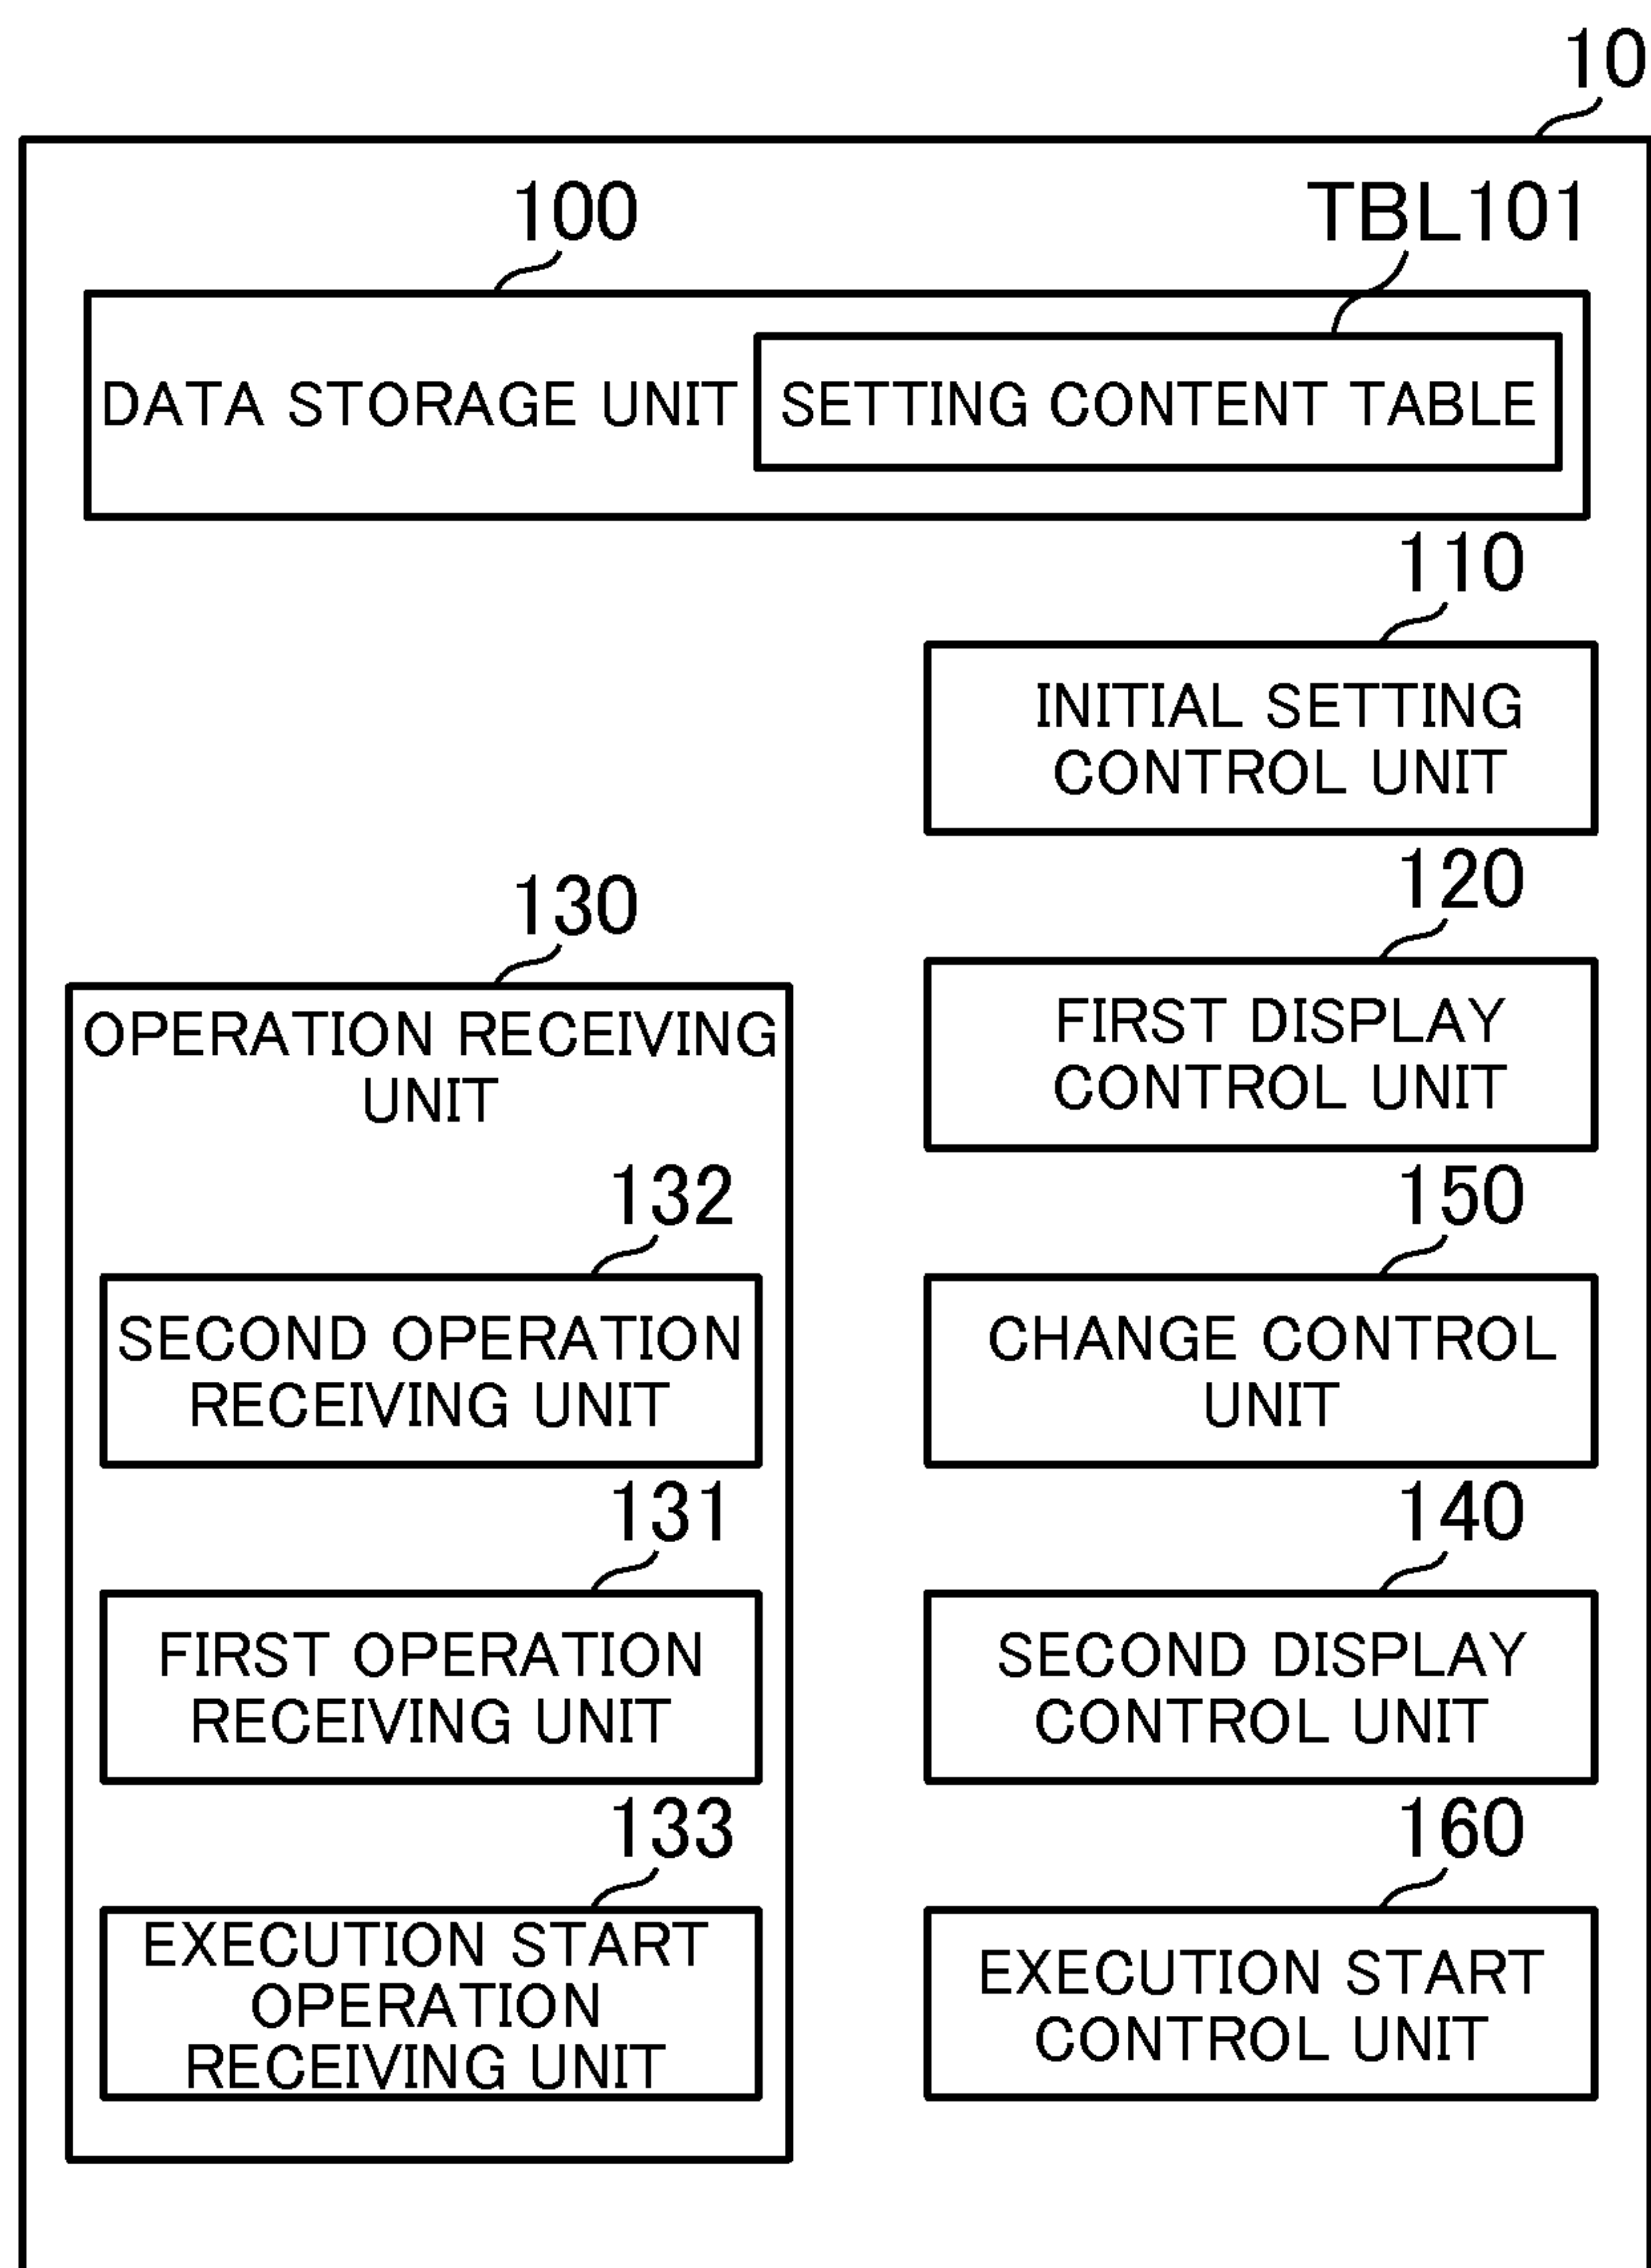 10
100
TBL101
DATA STORAGE UNIT
SETTING CONTENT TABLE
110
INITIAL SETTING
CONTROL UNIT
120
FIRST DISPLAY
CONTROL UNIT
130
OPERATION RECEIVING
UNIT
132
SECOND OPERATION
RECEIVING UNIT
150
CHANGE CONTROL
UNIT
131
FIRST OPERATION
RECEIVING UNIT
140
SECOND DISPLAY
CONTROL UNIT
133
EXECUTION START
OPERATION
RECEIVING UNIT
160
EXECUTION START
CONTROL UNIT